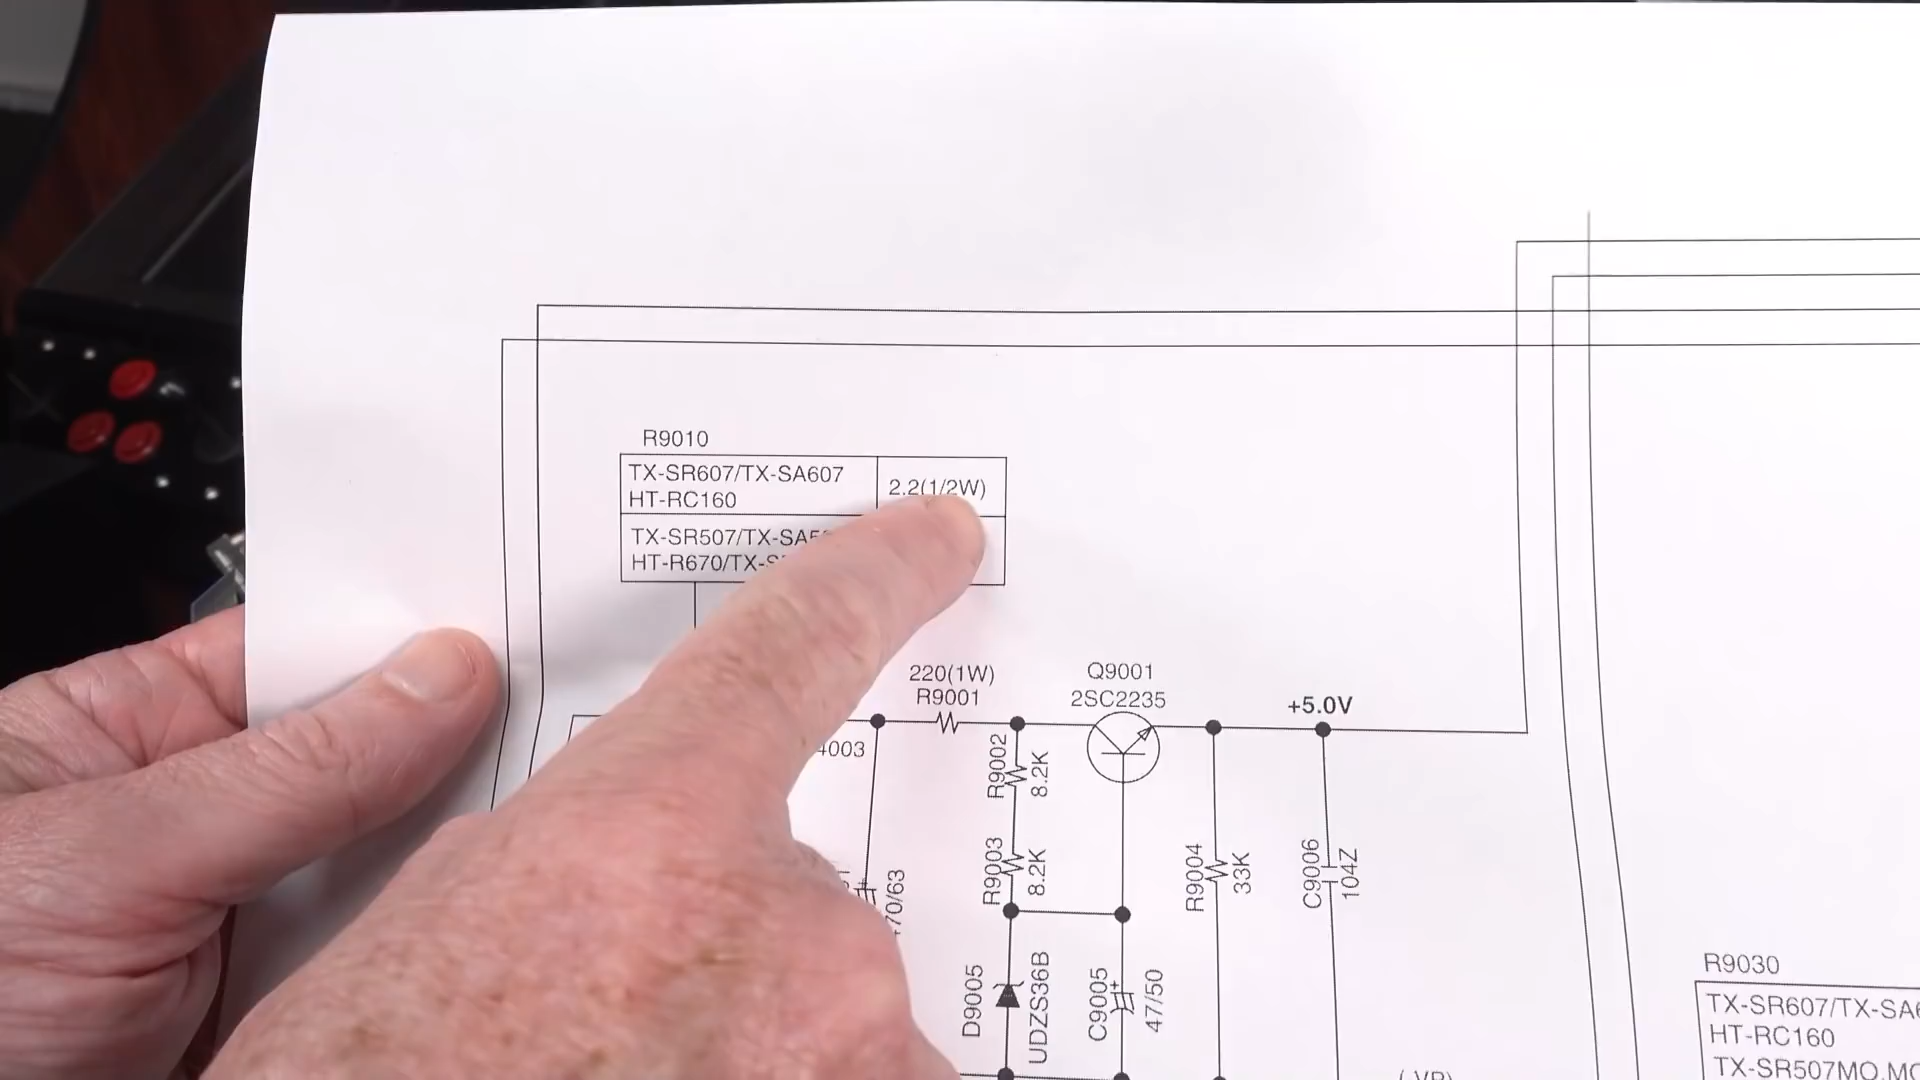 R9010
TX-SR607/TX-SA607
HT-RC160
2.2(1/2W)
TX-SR507/TX-SA5
HT-R670/TX-S
220(1W)
R9001
Q9001
2SC2235
+5.0V
4003
R9002
8.2K
R9003
8.2K
R9004
33K
C9006
104Z
70/63
D9005
UDZS36B
C9005
+
47/50
R9030
TX-SR607/TX-SA6
HT-RC160
TX-SR507MO,MC
(-VP)